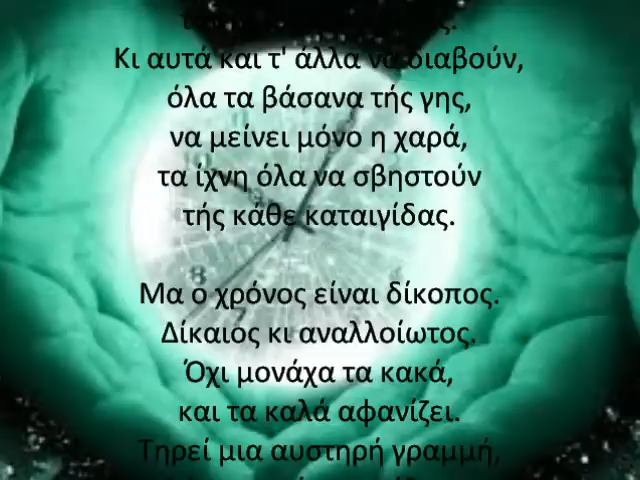 Κι αυτά και τ' άλλα να διαβούν,
όλα τα βάσανα τής γης,
να μείνει μόνο η χαρά,
τα ίχνη όλα να σβηστούν
τής κάθε καταιγίδας.
Μα ο χρόνος είναι δίκοπος.
Δίκαιος κι αναλλοίωτος.
Όχι μονάχα τα κακά,
και τα καλά αφανίζει.
Τηρεί μια αυστηρή γραμμή,